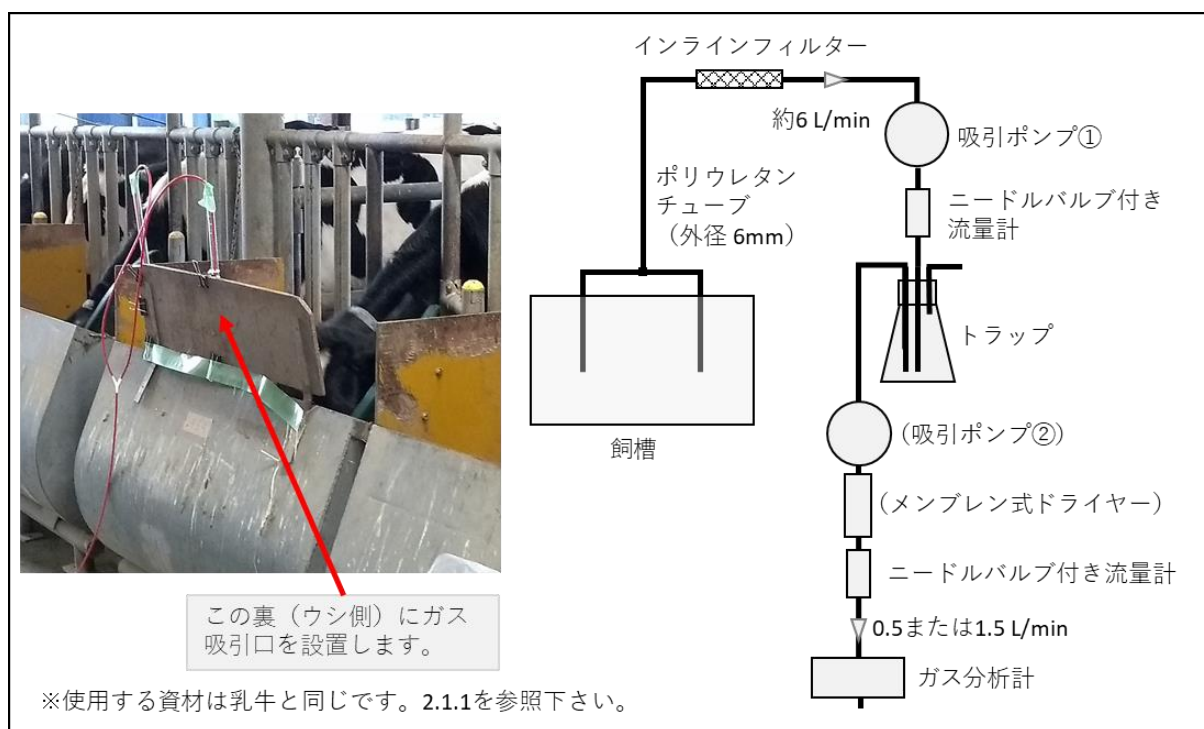 インラインフィルター
約6 L/min
吸引ポンプ①
ポリウレタン
チューブ
（外径 6mm）
ニードルバルブ付き
流量計
トラップ
飼槽
(吸引ポンプ②)
(メンブレン式ドライヤー)
ニードルバルブ付き流量計
0.5または1.5 L/min
ガス分析計
この裏（ウシ側）にガス
吸引口を設置します。
※使用する資材は乳牛と同じです。2.1.1を参照下さい。